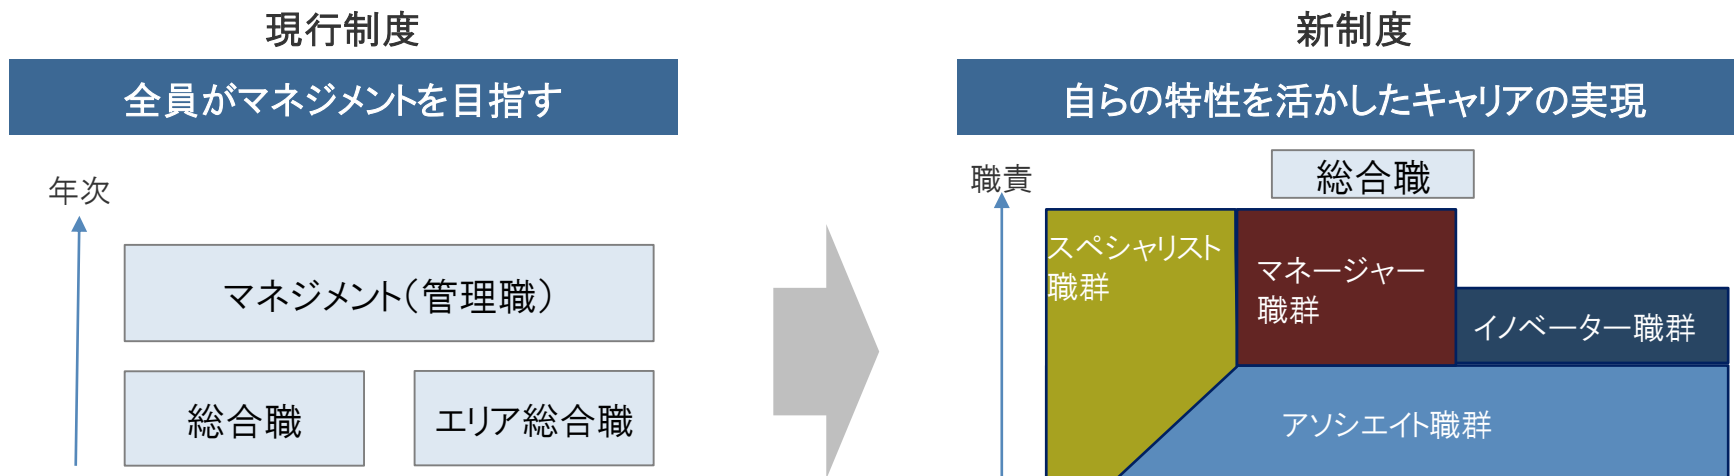 現行制度
全員がマネジメントを目指す
年次
マネジメント(管理職)
総合職
エリア総合職
新制度
自らの特性を活かしたキャリアの実現
職責
総合職
スペシャリスト
職群
マネージャー
職群
イノベーター職群
アソシエイト職群